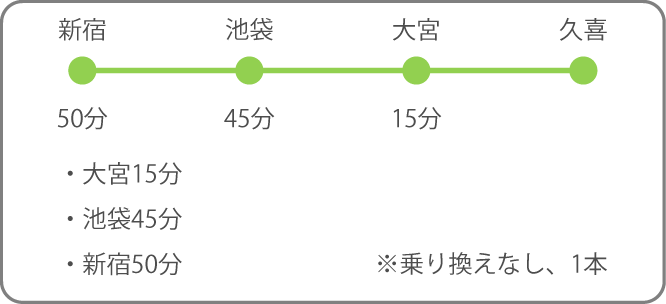 新宿 池袋 大宮 久喜
50分 45分 15分
・大宮15分
・池袋45分
・新宿50分 ※乗り換えなし、1本